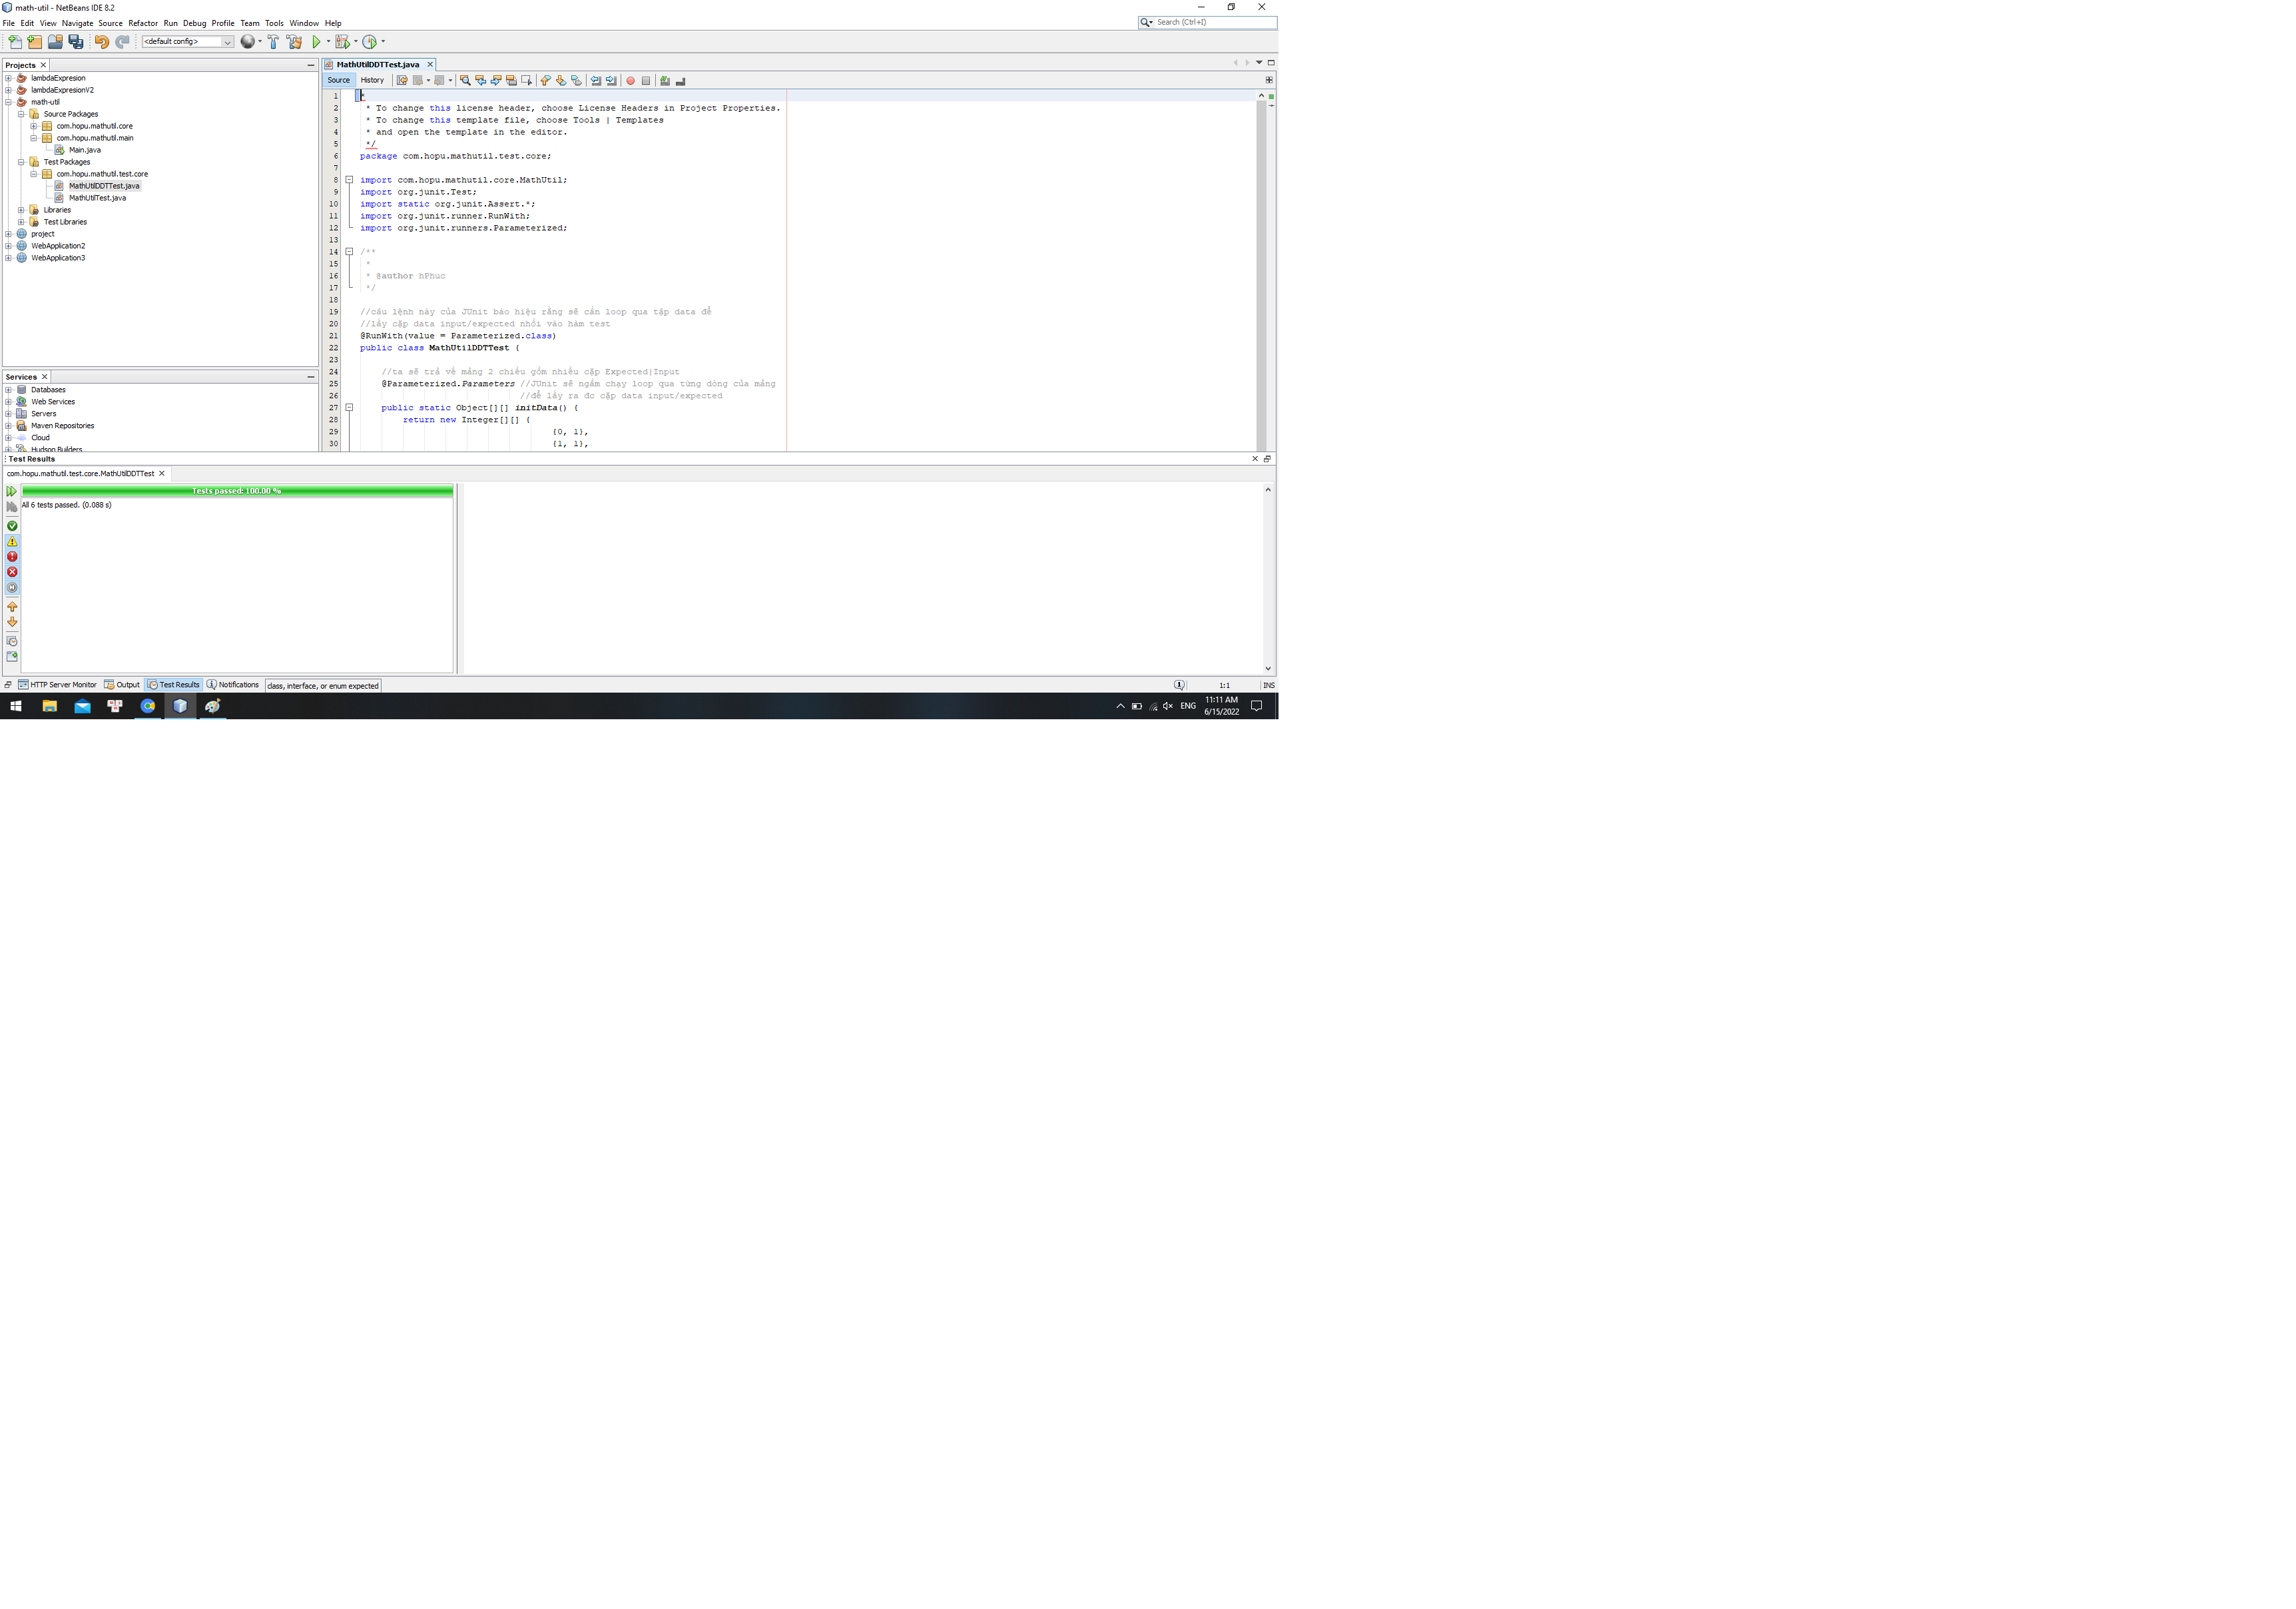 math-util - NetBeans IDE 8.2
File Edit View Navigate Source Refactor Run Debug Profile Team Tools Window Help
Search (Ctrl+I)
<default config>
Projects
lambdaExpresion
lambdaExpresionV2
math-util
Source Packages
com.hopu.mathutil.core
com.hopu.mathutil.main
Main.java
Test Packages
com.hopu.mathutil.test.core
MathUtilDDTTest.java
MathUtilTest.java
Libraries
Test Libraries
project
WebApplication2
WebApplication3
Services
Databases
Web Services
Servers
Maven Repositories
Cloud
Hudson Builders
MathUtilDDTTest.java
Source History
1 *
2 * To change this license header, choose License Headers in Project Properties.
3 * To change this template file, choose Tools | Templates
4 * and open the template in the editor.
5 */
6 package com.hopu.mathutil.test.core;
7
8 import com.hopu.mathutil.core.MathUtil;
9 import org.junit.Test;
10 import static org.junit.Assert.*;
11 import org.junit.runner.RunWith;
12 import org.junit.runners.Parameterized;
13
14 /**
15 *
16 * @author hPhuc
17 */
18
19 //câu lệnh này của JUnit báo hiệu rằng sẽ cần loop qua tập data để
20 //lấy cặp data input/expected nhồi vào hàm test
21 @RunWith(value = Parameterized.class)
22 public class MathUtilDDTTest {
23
24 //ta sẽ trả về mảng 2 chiều gồm nhiều cặp Expected|Input
25 @Parameterized.Parameters //JUnit sẽ ngầm chạy loop qua từng dòng của mảng
26 //để lấy ra đc cặp data input/expected
27 public static Object[][] initData() {
28 return new Integer[][] {
29 {0, 1},
30 {1, 1},
Test Results
com.hopu.mathutil.test.core.MathUtilDDTTest
Tests passed: 100.00 %
All 6 tests passed. (0.088 s)
HTTP Server Monitor Output Test Results Notifications class, interface, or enum expected
1:1 INS
ENG
11:11 AM
6/15/2022